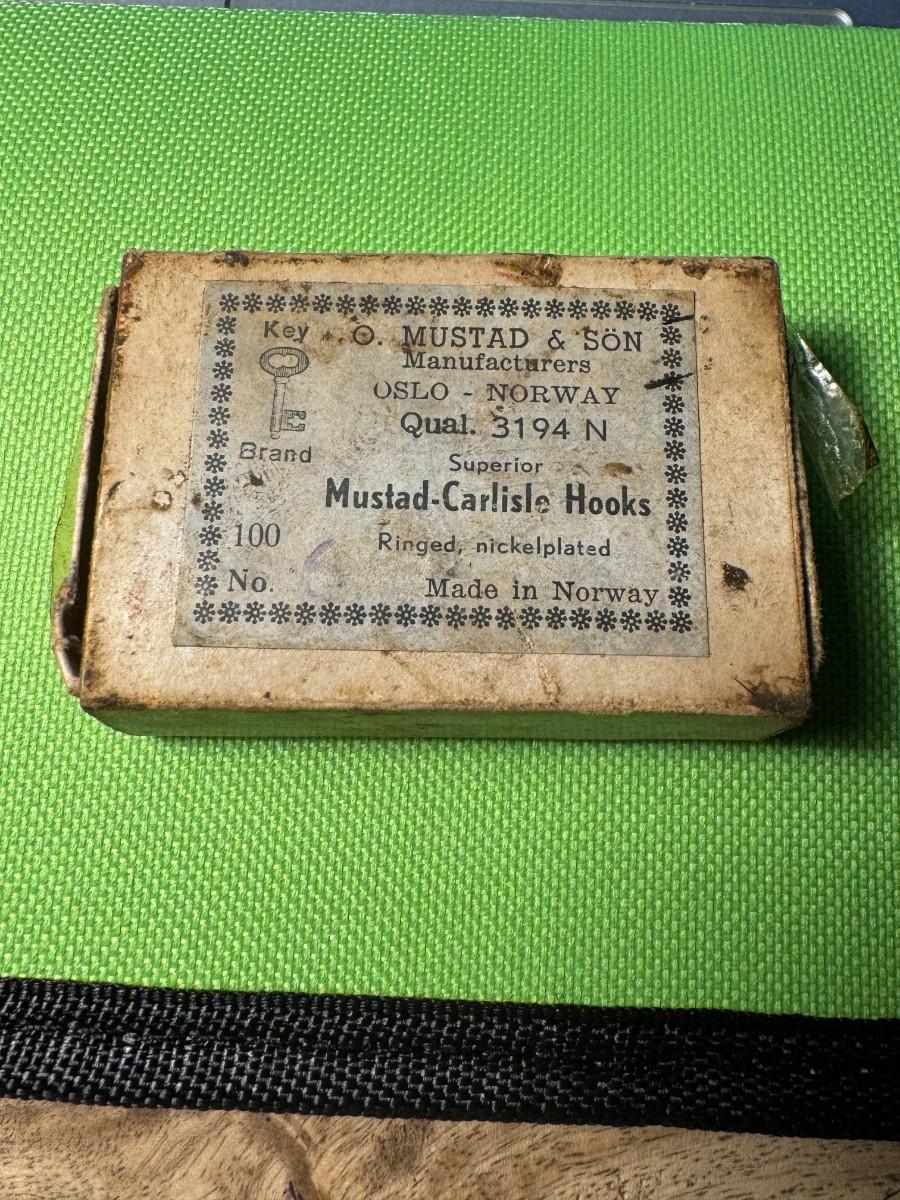 Key
O. MUSTAD & SÖN
Manufacturers
OSLO - NORWAY
Qual. 3194 N
Brand
Superior
Mustad-Carlisle Hooks
100
Ringed, nickelplated
No. 6
Made in Norway